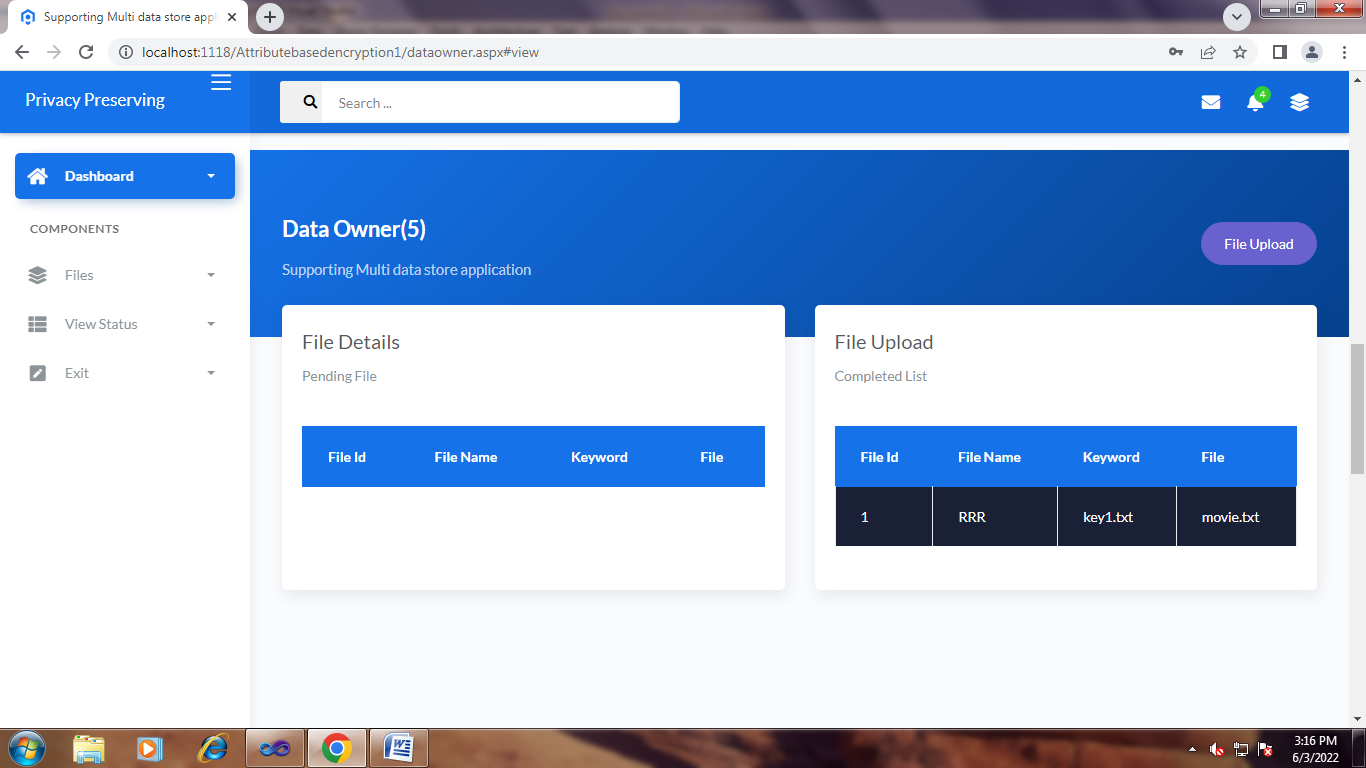 Supporting Multi data store appl
localhost:1118/Attributebasedencryption1/dataowner.aspx#view
Privacy Preserving
Search ...
4
Dashboard
COMPONENTS
Files
View Status
Exit
Data Owner(5)
Supporting Multi data store application
File Upload
File Details
Pending File
File Id File Name Keyword File
File Upload
Completed List
File Id File Name Keyword File
1 RRR key1.txt movie.txt
3:16 PM
6/3/2022